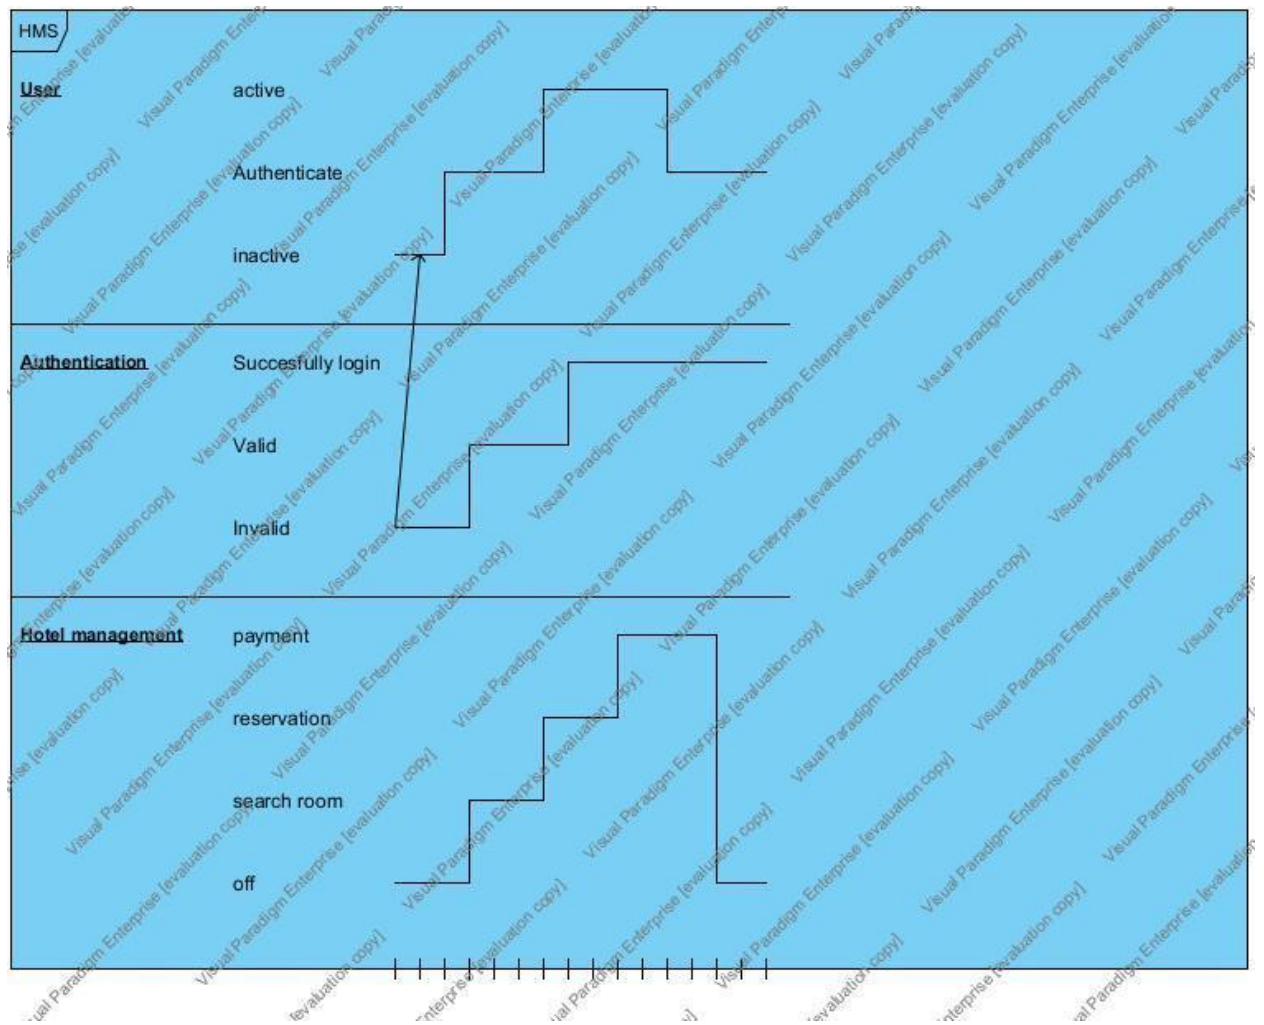 HMS
User
active
Authenticate
inactive
Authentication
Succesfully login
Valid
Invalid
Hotel management
payment
reservation
search room
off
Visual Paradigm Enterprise [evaluation copy]